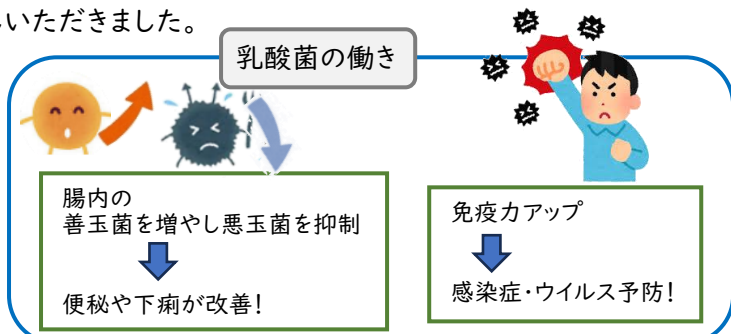 いただきました。
乳酸菌の働き
腸内の
善玉菌を増やし悪玉菌を抑制
便秘や下痢が改善!
免疫力アップ
感染症・ウイルス予防!